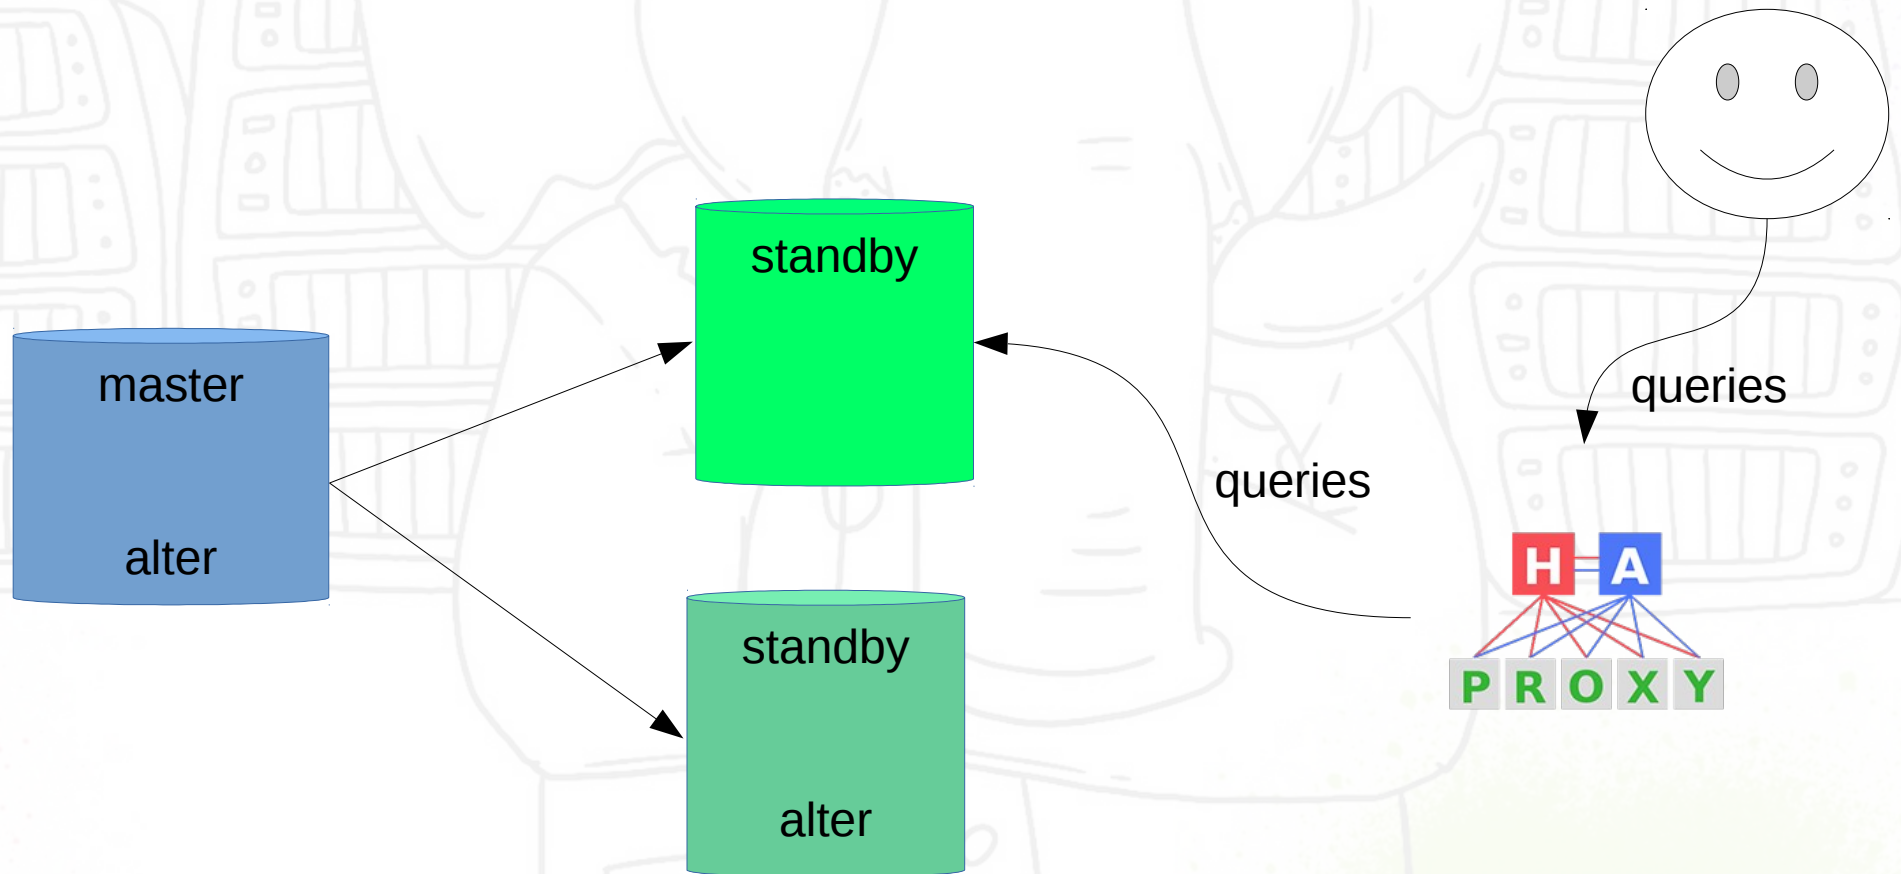 standby
master
queries
queries
alter
HA
PROXY
standby
alter